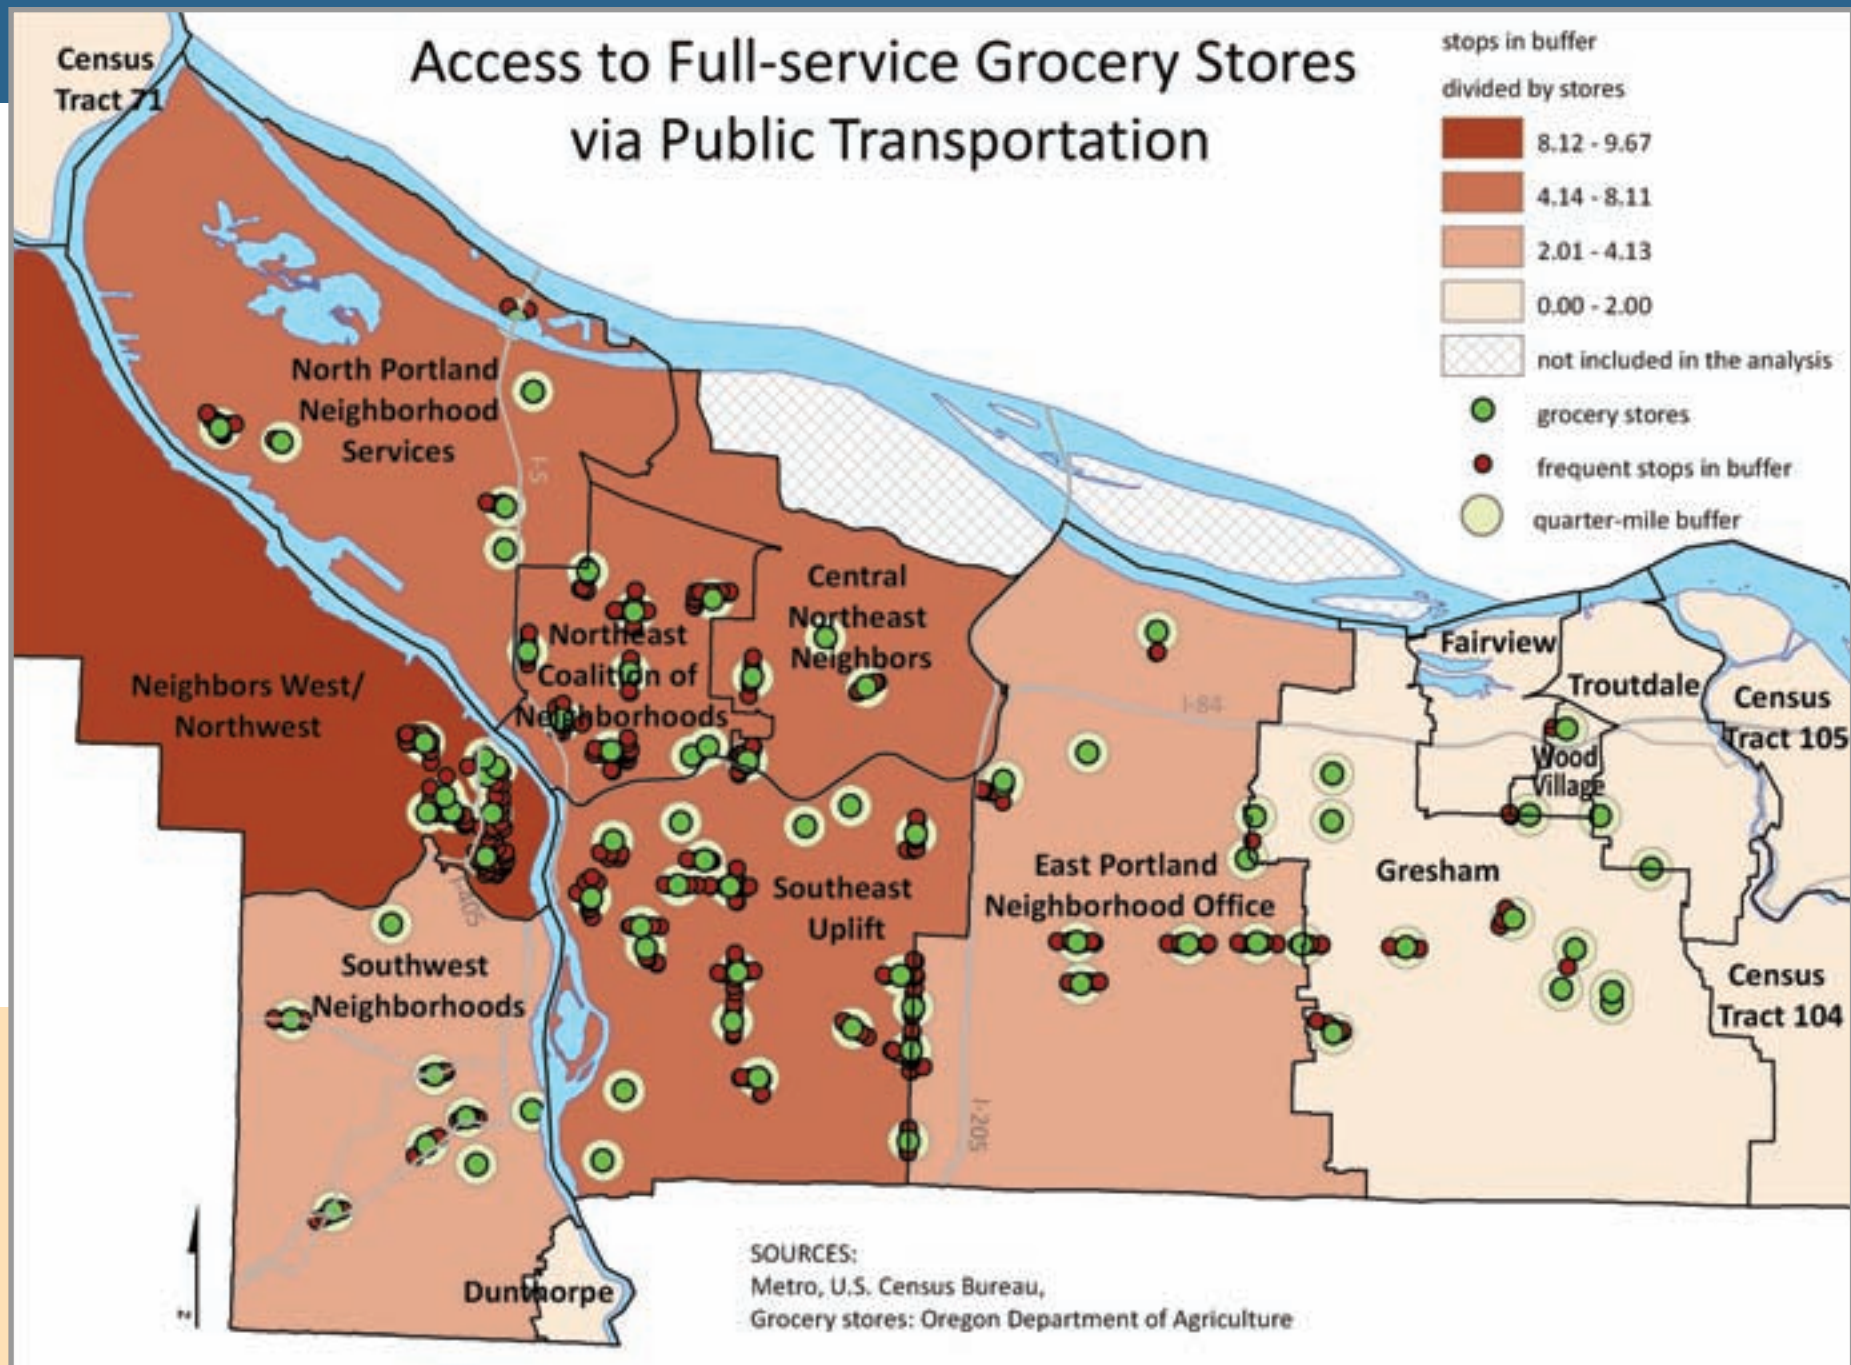 Access to Full-service Grocery Stores
via Public Transportation
stops in buffer
divided by stores
8.12 - 9.67
4.14 - 8.11
2.01 - 4.13
0.00 - 2.00
not included in the analysis
grocery stores
frequent stops in buffer
quarter-mile buffer
Census
Tract 71
North Portland
Neighborhood
Services
I-5
Central
Northeast
Neighbors
Northeast
Coalition of
Neighborhoods
Neighbors West/
Northwest
I-405
Fairview
Troutdale
Census
Tract 105
I-84
Wood
Village
Southeast
Uplift
East Portland
Neighborhood Office
Gresham
Southwest
Neighborhoods
Census
Tract 104
I-205
Dunthorpe
z
SOURCES:
Metro, U.S. Census Bureau,
Grocery stores: Oregon Department of Agriculture